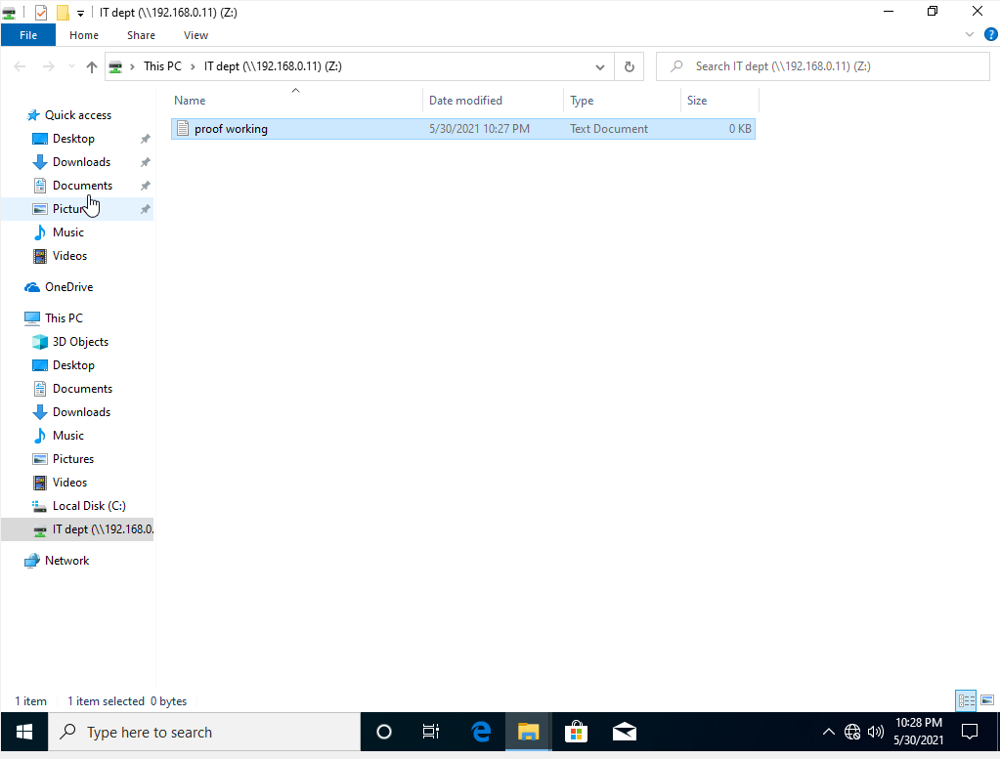 IT dept (\\192.168.0.11) (Z:)
File Home Share View
This PC IT dept (\\192.168.0.11) (Z:) Search IT dept (\\192.168.0.11) (Z:)
Name Date modified Type Size
proof working 5/30/2021 10:27 PM Text Document 0 KB
Quick access
Desktop
Downloads
Documents
Pictur
Music
Videos
OneDrive
This PC
3D Objects
Desktop
Documents
Downloads
Music
Pictures
Videos
Local Disk (C:)
IT dept (\\192.168.0.
Network
1 item 1 item selected 0 bytes
Type here to search
10:28 PM
5/30/2021